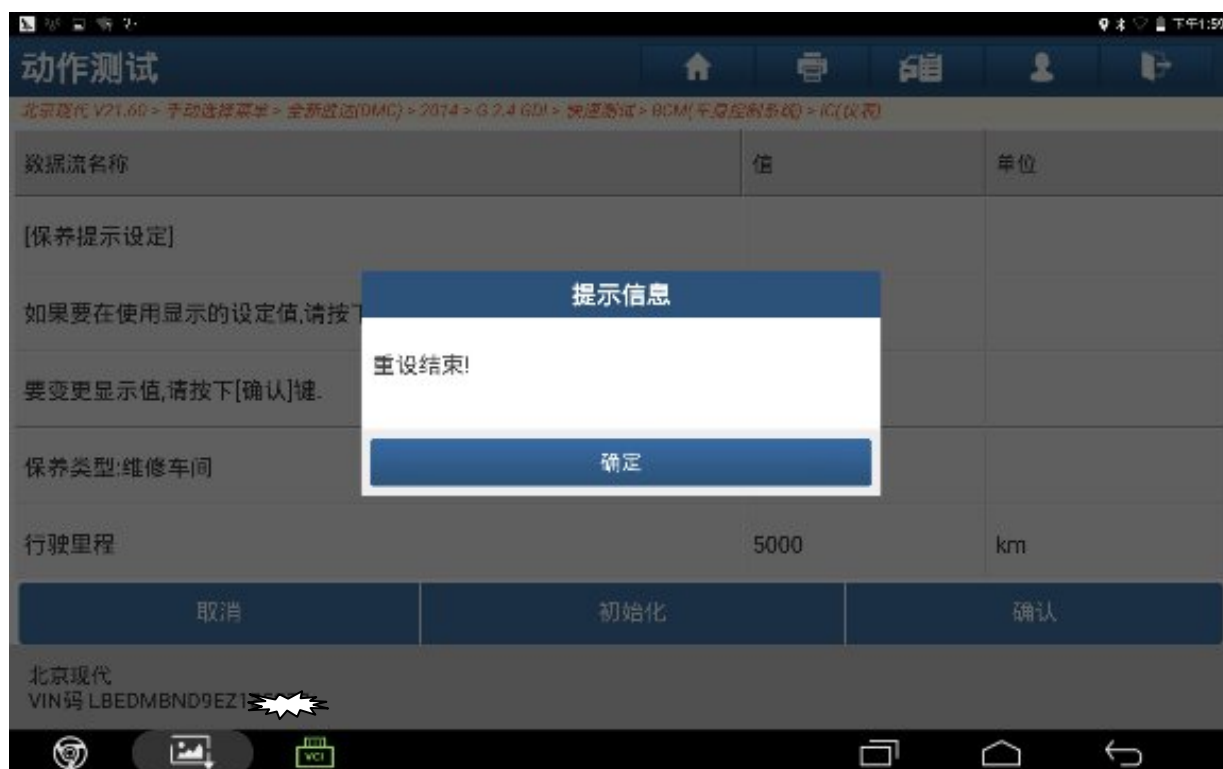 下午1:59
动作测试
北京现代 V21.60 > 手动选择菜单 > 全新胜达(DMC) > 2014 > G 2.4 GDI > 快速测试 > BCM(车身控制系统) > IC(仪表)
数据流名称 值 单位
[保养提示设定]
如果要在使用显示的设定值,请按下
提示信息
重设结束!
要变更显示值,请按下[确认]键.
保养类型:维修车间
确定
行驶里程 5000 km
取消 初始化 确认
北京现代
VIN码 LBEDMBND9EZ1
VCI